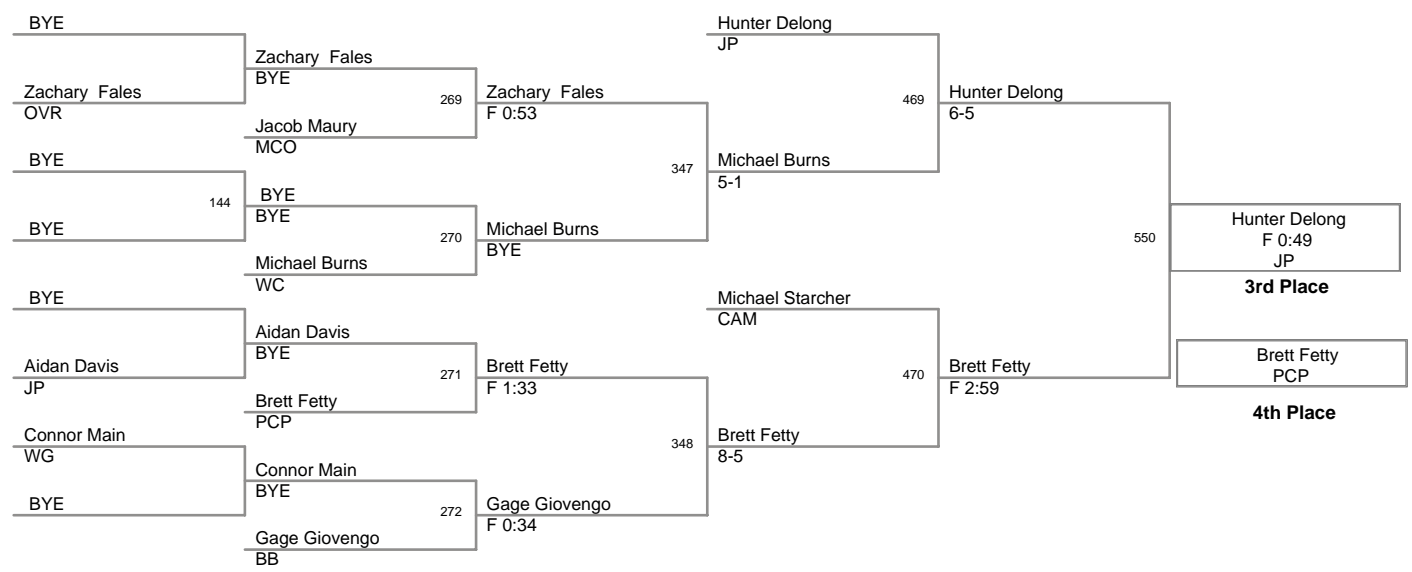 BYE
Zachary  Fales
OVR
BYE
BYE
BYE
Aidan Davis
JP
Connor Main
WG
BYE
144
Zachary  Fales
BYE
Jacob Maury
MCO
BYE
BYE
Michael Burns
WC
Aidan Davis
BYE
Brett Fetty
PCP
Connor Main
BYE
Gage Giovengo
BB
269
270
271
272
Zachary  Fales
F 0:53
Michael Burns
BYE
Brett Fetty
F 1:33
Gage Giovengo
F 0:34
347
348
Hunter Delong
JP
Michael Burns
5-1
Michael Starcher
CAM
Brett Fetty
8-5
469
470
Hunter Delong
6-5
Brett Fetty
F 2:59
550
Hunter Delong
F 0:49
JP
3rd Place
Brett Fetty
PCP
4th Place